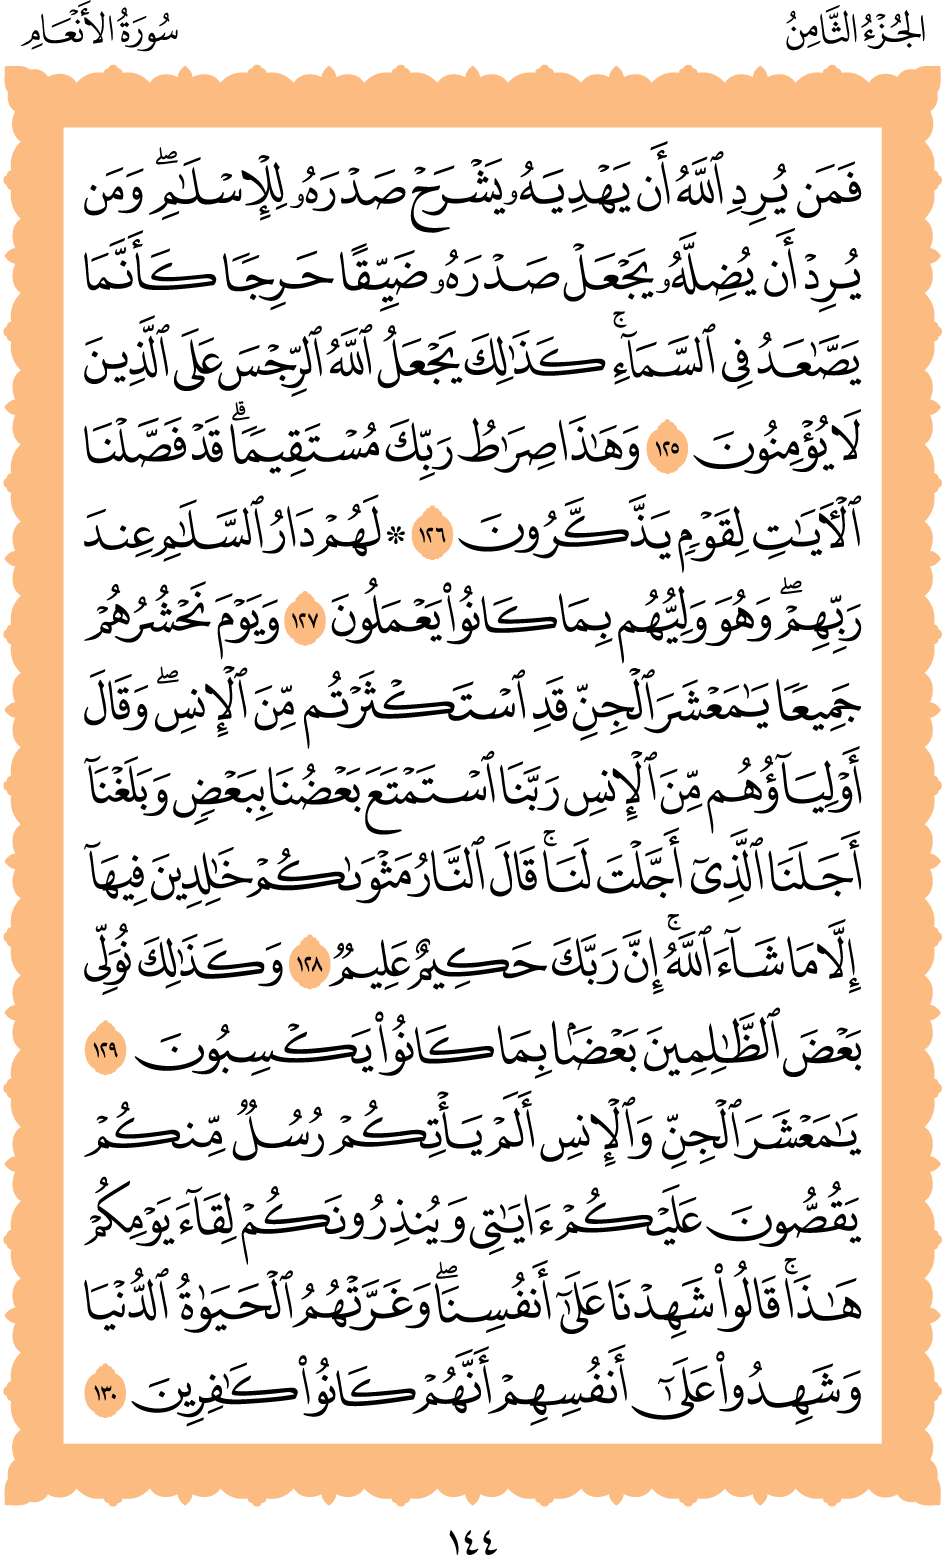 الجُزْءُ الثَّامِنُ
سُورَةُ الأَنْعَامِ
فَمَن يُرِدِ ٱللَّهُ أَن يَهۡدِيَهُۥ يَشۡرَحۡ صَدۡرَهُۥ لِلۡإِسۡلَٰمِۖ وَمَن
يُرِدۡ أَن يُضِلَّهُۥ يَجۡعَلۡ صَدۡرَهُۥ ضَيِّقًا حَرَجٗا كَأَنَّمَا
يَصَّعَّدُ فِي ٱلسَّمَآءِۚ كَذَٰلِكَ يَجۡعَلُ ٱللَّهُ ٱلرِّجۡسَ عَلَى ٱلَّذِينَ
لَا يُؤۡمِنُونَ ١٢٥ وَهَٰذَا صِرَٰطُ رَبِّكَ مُسۡتَقِيمٗاۗ قَدۡ فَصَّلۡنَا
ٱلۡأٓيَٰتِ لِقَوۡمٖ يَذَّكَّرُونَ ١٢٦ ۞ لَهُمۡ دَارُ ٱلسَّلَٰمِ عِندَ
رَبِّهِمۡۖ وَهُوَ وَلِيُّهُم بِمَا كَانُواْ يَعۡمَلُونَ ١٢٧ وَيَوۡمَ نَحۡشُرُهُمۡ
جَمِيعٗا يَٰمَعۡشَرَ ٱلۡجِنِّ قَدِ ٱسۡتَكۡثَرۡتُم مِّنَ ٱلۡإِنسِۖ وَقَالَ
أَوۡلِيَآؤُهُم مِّنَ ٱلۡإِنسِ رَبَّنَا ٱسۡتَمۡتَعَ بَعۡضُنَا بِبَعۡضٖ وَبَلَغۡنَآ
أَجَلَنَا ٱلَّذِيٓ أَجَّلۡتَ لَنَاۚ قَالَ ٱلنَّارُ مَثۡوَىٰكُمۡ خَٰلِدِينَ فِيهَآ
إِلَّا مَا شَآءَ ٱللَّهُۚ إِنَّ رَبَّكَ حَكِيمٌ عَلِيمٞ ١٢٨ وَكَذَٰلِكَ نُوَلِّي
بَعۡضَ ٱلظَّٰلِمِينَ بَعۡضَۢا بِمَا كَانُواْ يَكۡسِبُونَ ١٢٩
يَٰمَعۡشَرَ ٱلۡجِنِّ وَٱلۡإِنسِ أَلَمۡ يَأۡتِكُمۡ رُسُلٞ مِّنكُمۡ
يَقُصُّونَ عَلَيۡكُمۡ ءَايَٰتِي وَيُنذِرُونَكُمۡ لِقَآءَ يَوۡمِكُمۡ
هَٰذَاۚ قَالُواْ شَهِدۡنَا عَلَىٰٓ أَنفُسِنَاۖ وَغَرَّتۡهُمُ ٱلۡحَيَوٰةُ ٱلدُّنۡيَا
وَشَهِدُواْ عَلَىٰٓ أَنفُسِهِمۡ أَنَّهُمۡ كَانُواْ كَٰفِرِينَ ١٣٠
١٤٤